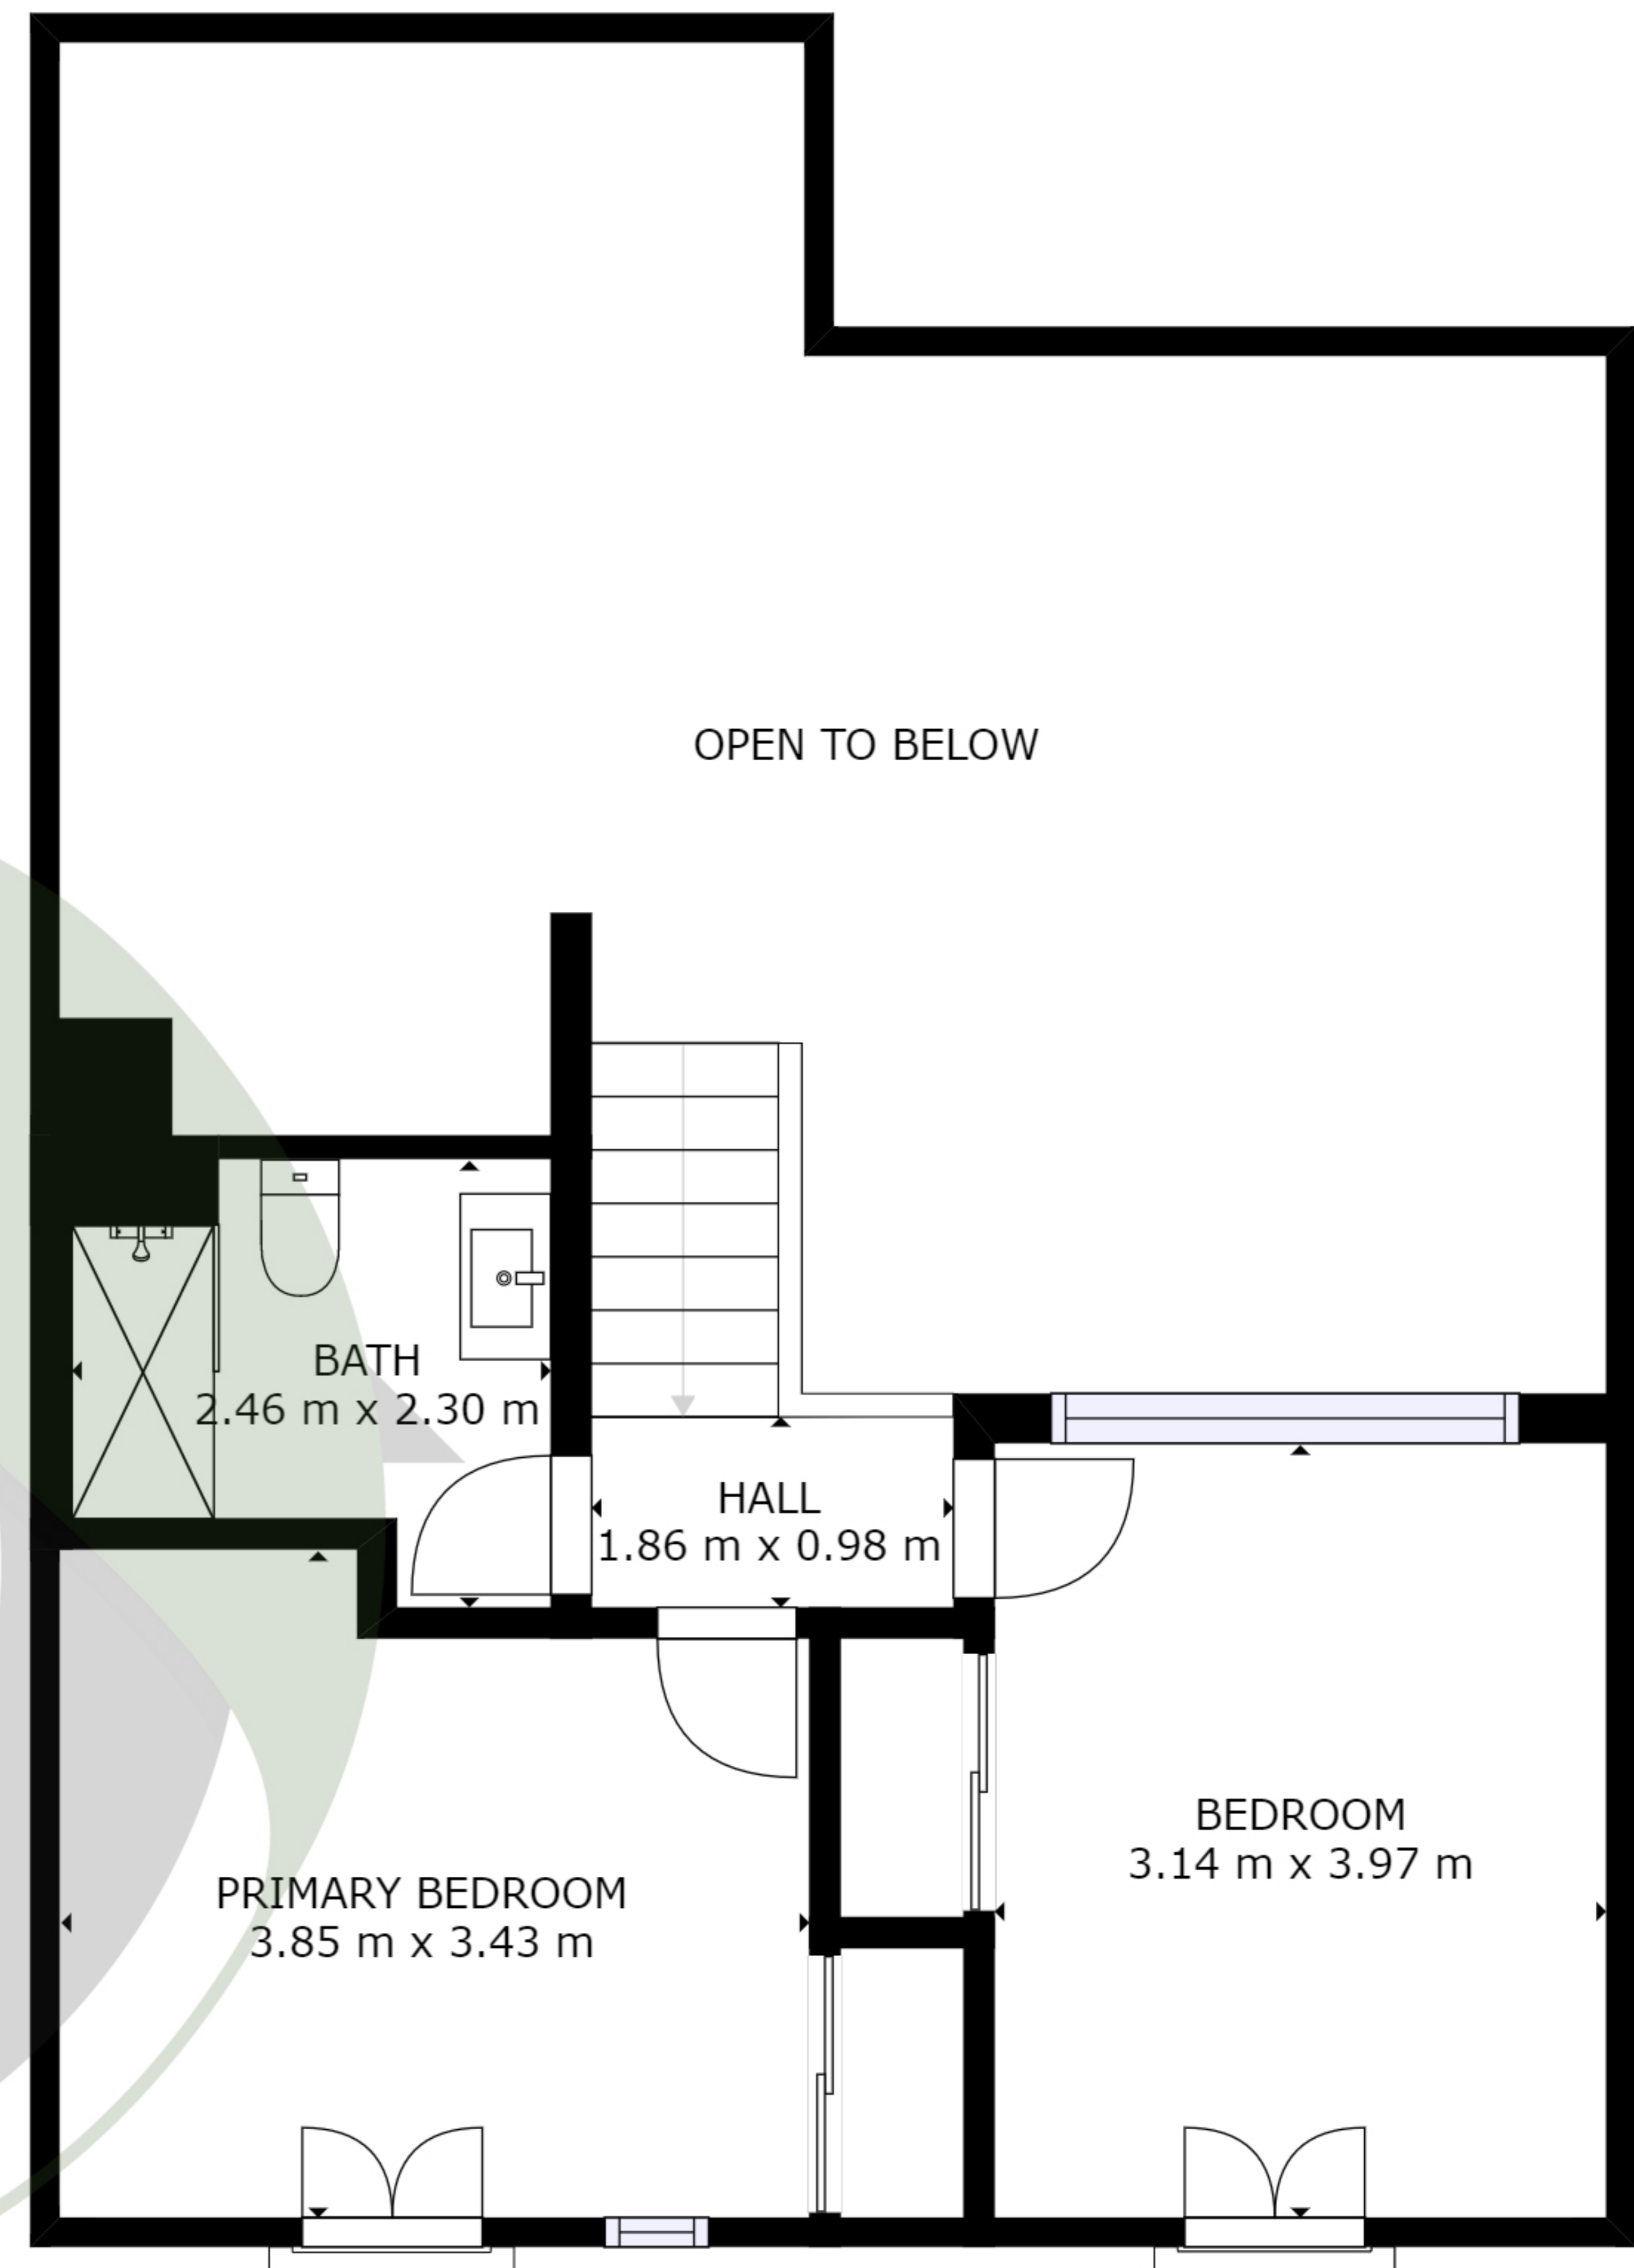 OPEN TO BELOW
BATH
2.46 m x 2.30 m
HALL
1.86 m x 0.98 m
BEDROOM
3.14 m x 3.97 m
PRIMARY BEDROOM
3.85 m x 3.43 m